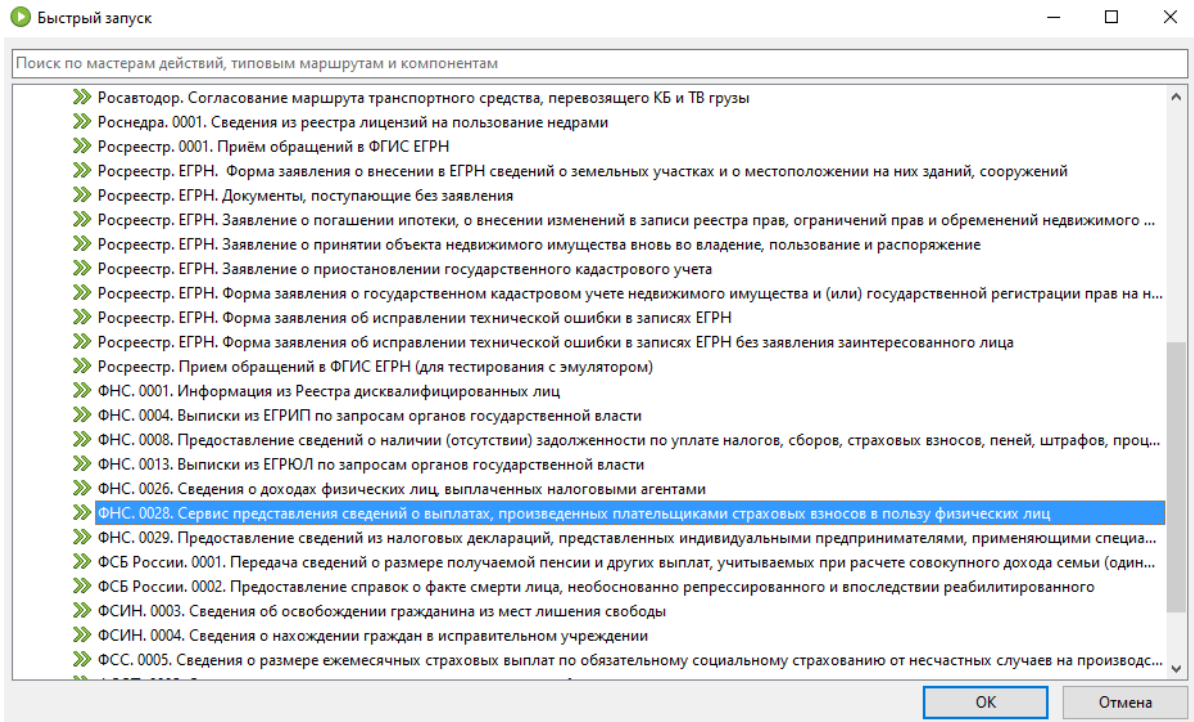 Быстрый запуск
Поиск по мастерам действий, типовым маршрутам и компонентам
Росавтодор. Согласование маршрута транспортного средства, перевозящего КБ и ТВ грузы
Роснедра. 0001. Сведения из реестра лицензий на пользование недрами
Росреестр. 0001. Приём обращений в ФГИС ЕГРН
Росреестр. ЕГРН.  Форма заявления о внесении в ЕГРН сведений о земельных участках и о местоположении на них зданий, сооружений
Росреестр. ЕГРН. Документы, поступающие без заявления
Росреестр. ЕГРН. Заявление о погашении ипотеки, о внесении изменений в записи реестра прав, ограничений прав и обременений недвижимого ...
Росреестр. ЕГРН. Заявление о принятии объекта недвижимого имущества вновь во владение, пользование и распоряжение
Росреестр. ЕГРН. Заявление о приостановлении государственного кадастрового учета
Росреестр. ЕГРН. Форма заявления о государственном кадастровом учете недвижимого имущества и (или) государственной регистрации прав на н...
Росреестр. ЕГРН. Форма заявления об исправлении технической ошибки в записях ЕГРН
Росреестр. ЕГРН. Форма заявления об исправлении технической ошибки в записях ЕГРН без заявления заинтересованного лица
Росреестр. Прием обращений в ФГИС ЕГРН (для тестирования с эмулятором)
ФНС. 0001. Информация из Реестра дисквалифицированных лиц
ФНС. 0004. Выписки из ЕГРИП по запросам органов государственной власти
ФНС. 0008. Предоставление сведений о наличии (отсутствии) задолженности по уплате налогов, сборов, страховых взносов, пеней, штрафов, проц...
ФНС. 0013. Выписки из ЕГРЮЛ по запросам органов государственной власти
ФНС. 0026. Сведения о доходах физических лиц, выплаченных налоговыми агентами
ФНС. 0028. Сервис представления сведений о выплатах, произведенных плательщиками страховых взносов в пользу физических лиц
ФНС. 0029. Предоставление сведений из налоговых деклараций, представленных индивидуальными предпринимателями, применяющими специа...
ФСБ России. 0001. Передача сведений о размере получаемой пенсии и других выплат, учитываемых при расчете совокупного дохода семьи (один...
ФСБ России. 0002. Предоставление справок о факте смерти лица, необоснованно репрессированного и впоследствии реабилитированного
ФСИН. 0003. Сведения об освобождении гражданина из мест лишения свободы
ФСИН. 0004. Сведения о нахождении граждан в исправительном учреждении
ФСС. 0005. Сведения о размере ежемесячных страховых выплат по обязательному социальному страхованию от несчастных случаев на производс...
ОК
Отмена